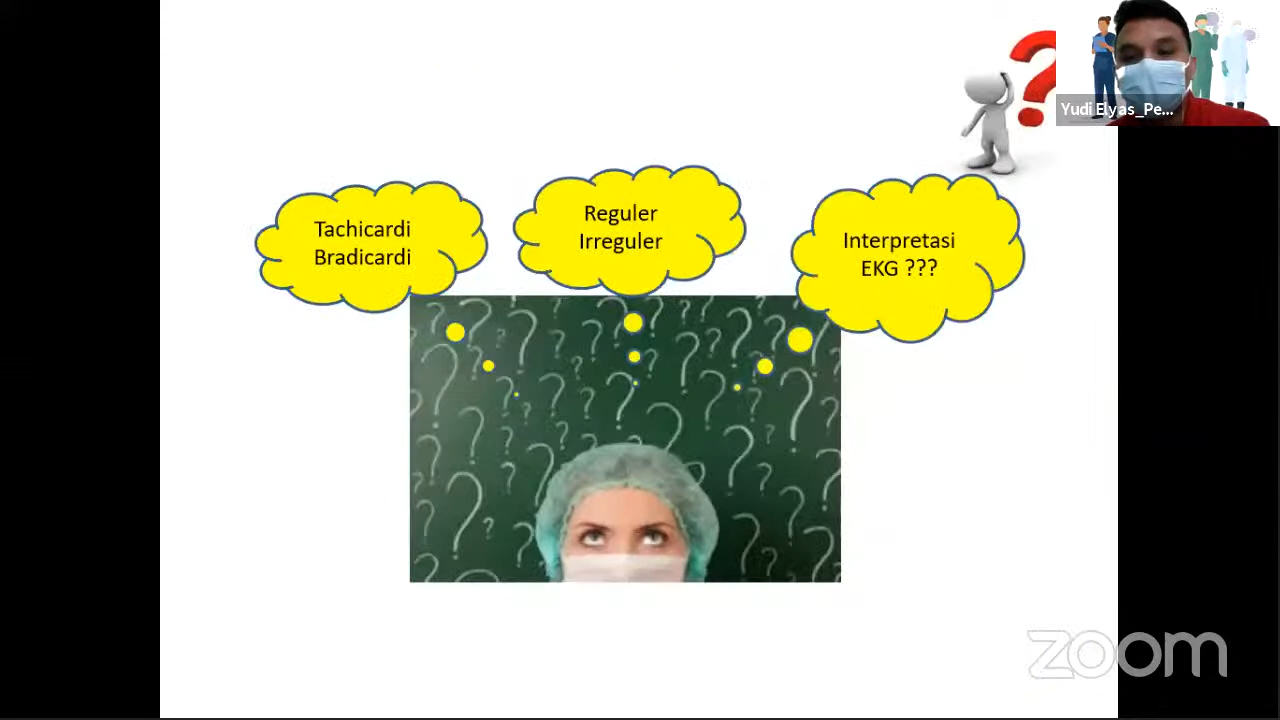 Yudi Elyas_Pe...
Tachicardi
Bradicardi
Reguler
Irreguler
Interpretasi
EKG ???
zoom